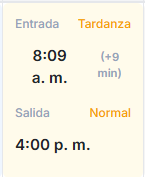 Entrada Tardanza
8:09 (+9
a. m. min)
Salida Normal
4:00 p. m.